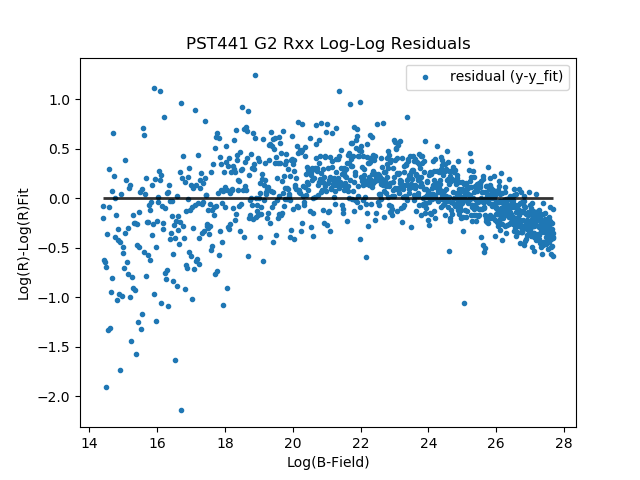 PST441 G2 Rxx Log-Log Residuals
residual (y-y_fit)
Log(R)-Log(R)Fit
1.0
0.5
0.0
−0.5
−1.0
−1.5
−2.0
14 16 18 20 22 24 26 28
Log(B-Field)